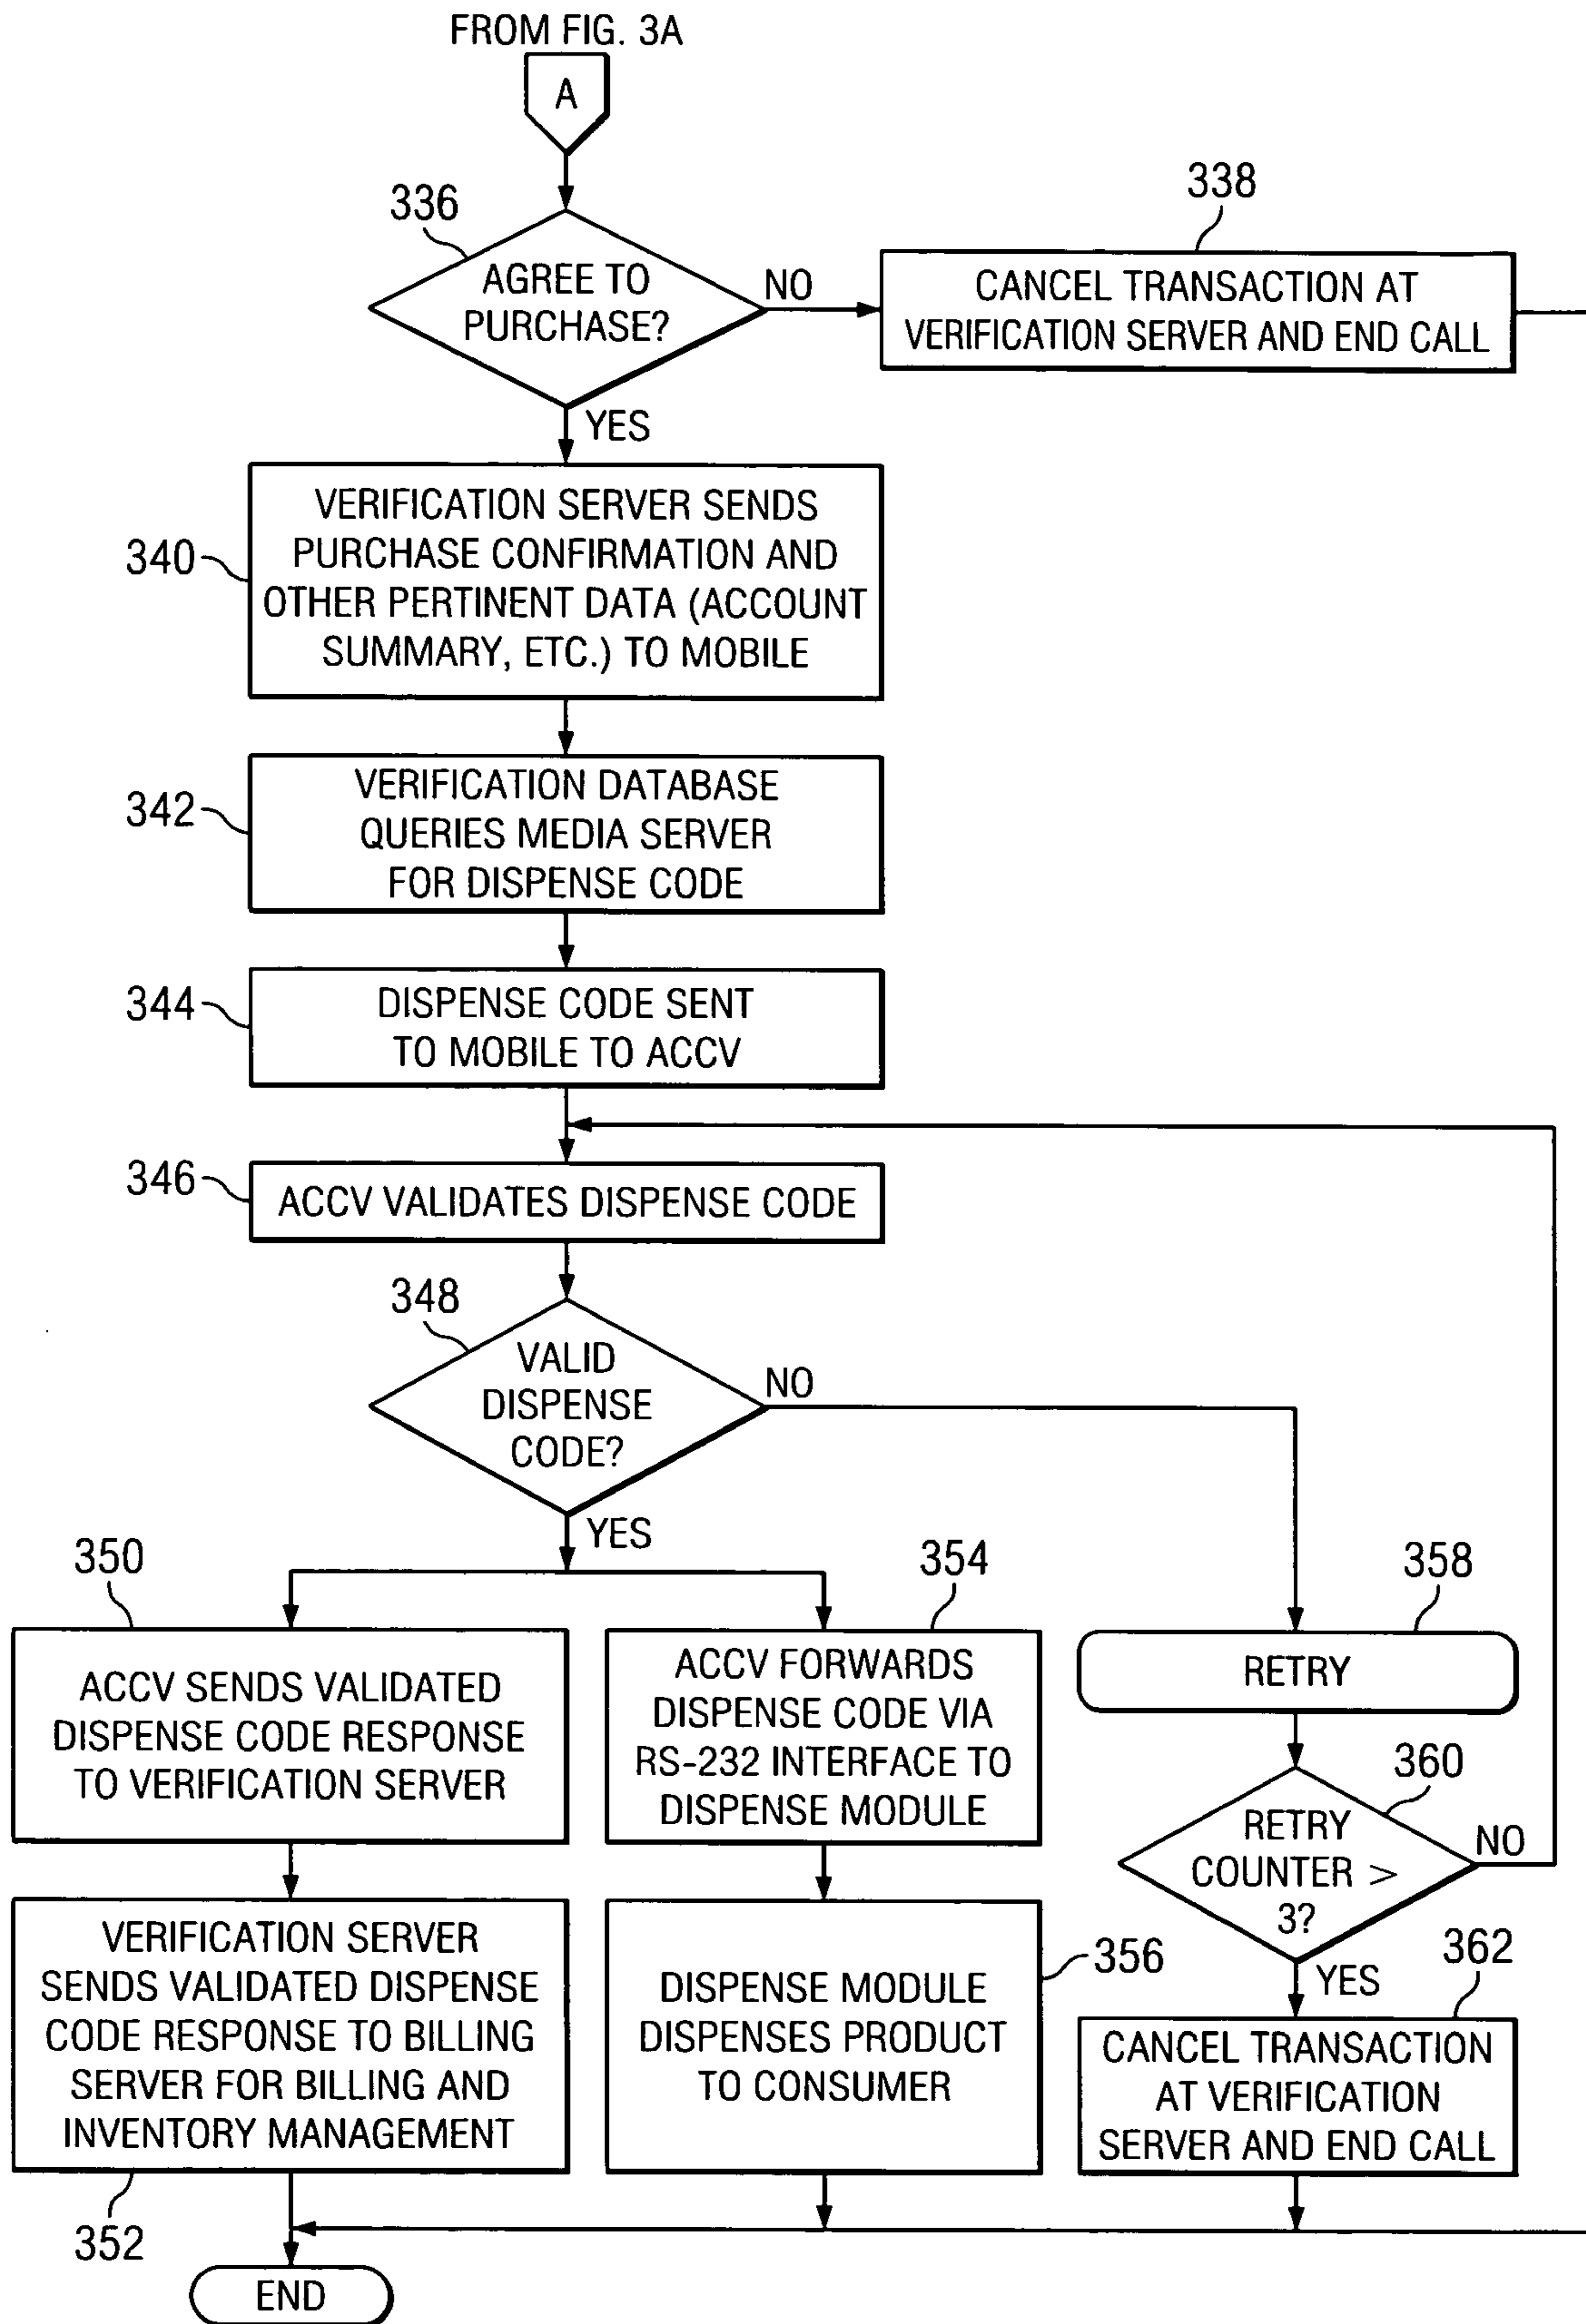 FROM FIG. 3A
A
336
AGREE TO
PURCHASE?
NO
338
CANCEL TRANSACTION AT
VERIFICATION SERVER AND END CALL
YES
340
VERIFICATION SERVER SENDS
PURCHASE CONFIRMATION AND
OTHER PERTINENT DATA (ACCOUNT
SUMMARY, ETC.) TO MOBILE
342
VERIFICATION DATABASE
QUERIES MEDIA SERVER
FOR DISPENSE CODE
344
DISPENSE CODE SENT
TO MOBILE TO ACCV
346
ACCV VALIDATES DISPENSE CODE
348
VALID
DISPENSE
CODE?
NO
YES
350
ACCV SENDS VALIDATED
DISPENSE CODE RESPONSE
TO VERIFICATION SERVER
354
ACCV FORWARDS
DISPENSE CODE VIA
RS-232 INTERFACE TO
DISPENSE MODULE
358
RETRY
360
RETRY
COUNTER >
3?
NO
YES
352
VERIFICATION SERVER
SENDS VALIDATED DISPENSE
CODE RESPONSE TO BILLING
SERVER FOR BILLING AND
INVENTORY MANAGEMENT
356
DISPENSE MODULE
DISPENSES PRODUCT
TO CONSUMER
362
CANCEL TRANSACTION
AT VERIFICATION
SERVER AND END CALL
END